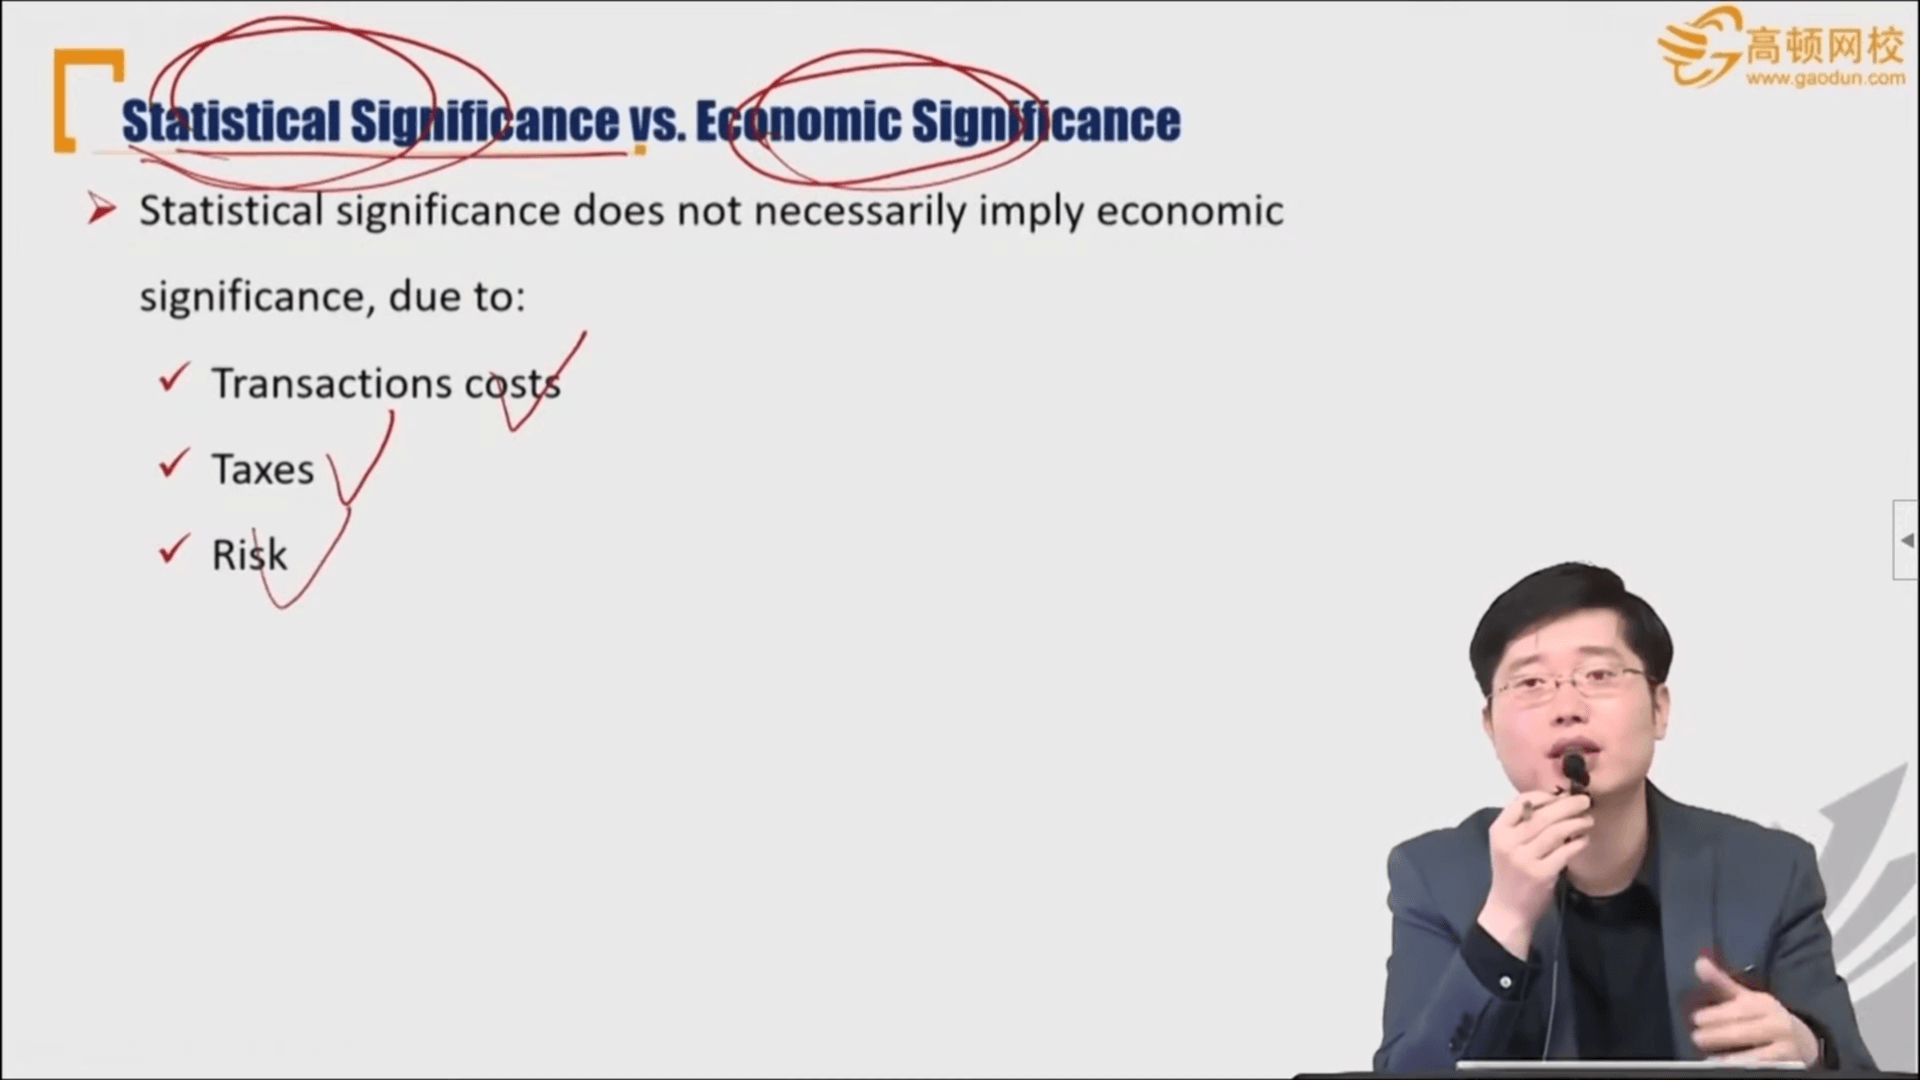 高顿网校
www.gaodun.com
Statistical Significance vs. Economic Significance
Statistical significance does not necessarily imply economic
significance, due to:
Transactions costs
Taxes
Risk